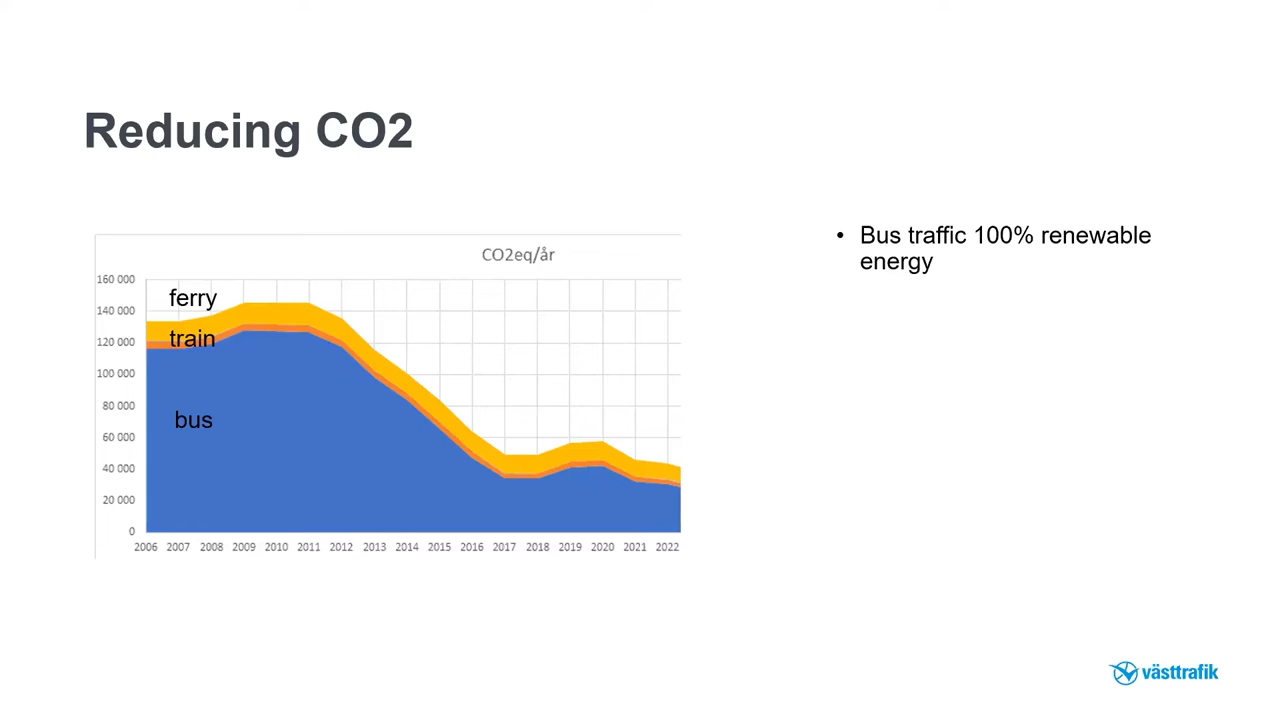 Reducing CO2
CO2eq/år
160 000
140 000
120 000
100 000
80 000
60 000
40 000
20 000
0
ferry
train
bus
2006 2007 2008 2009 2010 2011 2012 2013 2014 2015 2016 2017 2018 2019 2020 2021 2022
• Bus traffic 100% renewable
energy
västtrafik